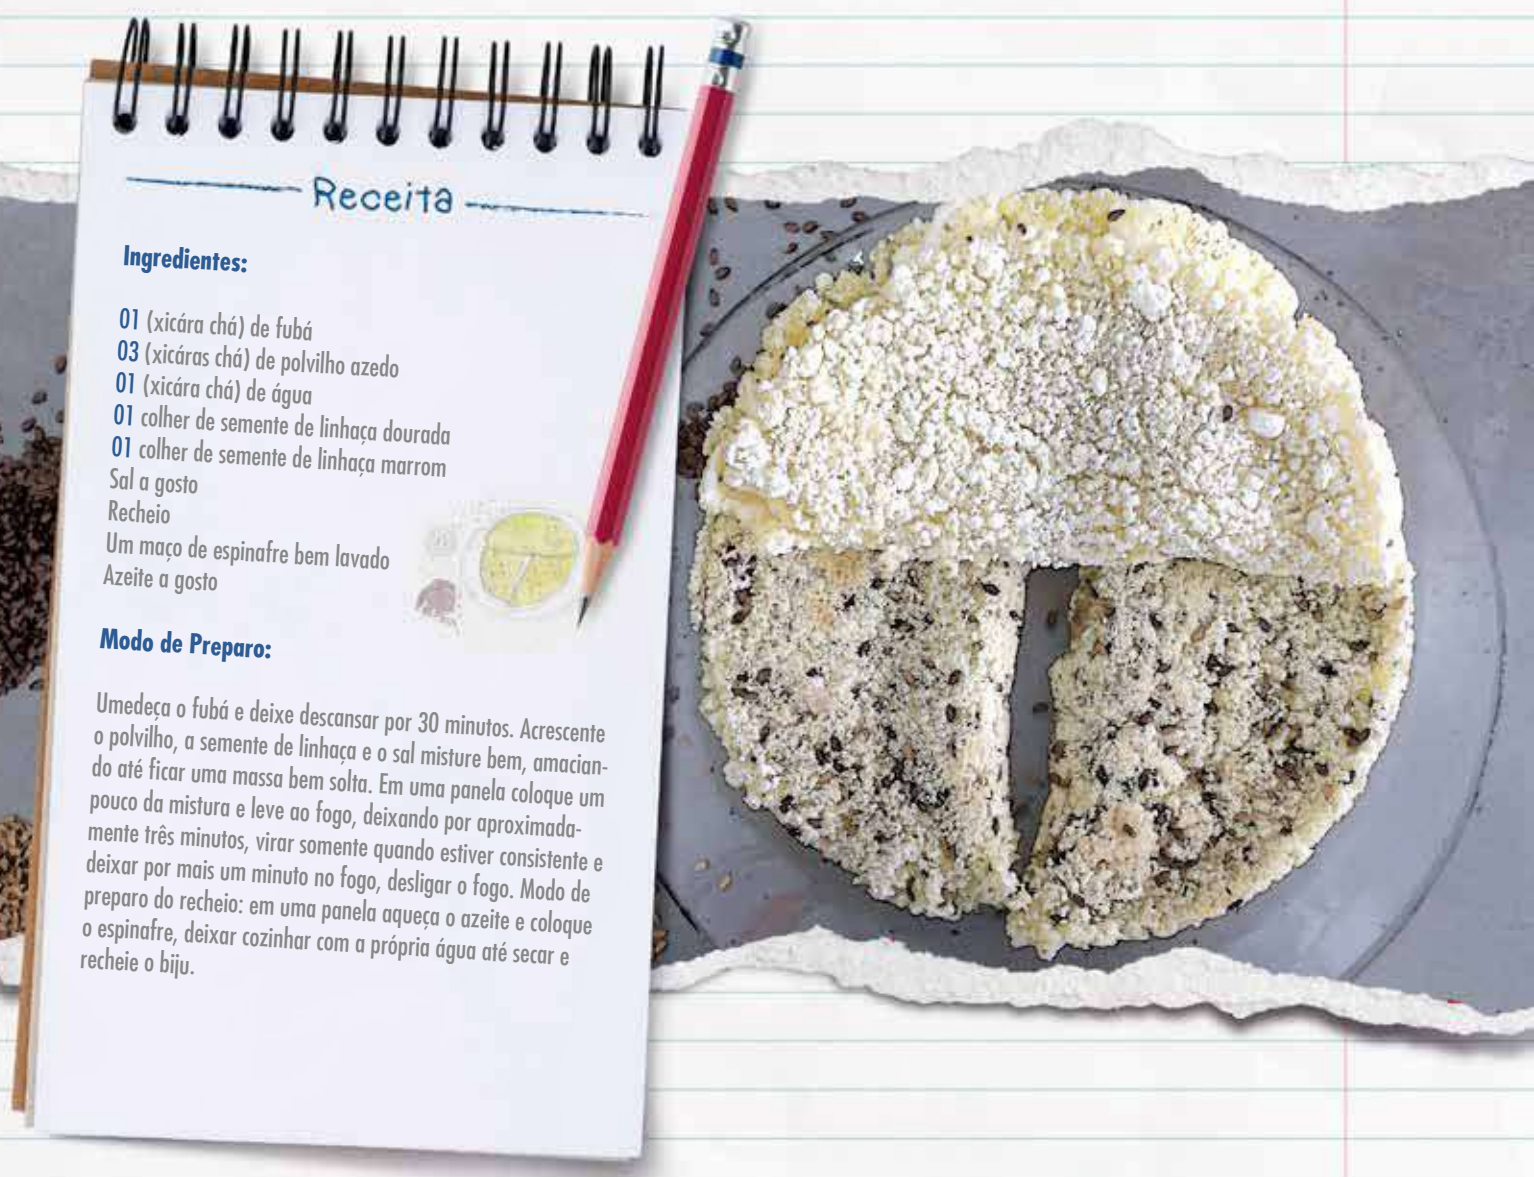 Receita
Ingredientes:
01 (xicára chá) de fubá
03 (xicáras chá) de polvilho azedo
01 (xicára chá) de água
01 colher de semente de linhaça dourada
01 colher de semente de linhaça marrom
Sal a gosto
Recheio
Um maço de espinafre bem lavado
Azeite a gosto
Modo de Preparo:
Umedeça o fubá e deixe descansar por 30 minutos. Acrescente
o polvilho, a semente de linhaça e o sal misture bem, amacian-
do até ficar uma massa bem solta. Em uma panela coloque um
pouco da mistura e leve ao fogo, deixando por aproximada-
mente três minutos, virar somente quando estiver consistente e
deixar por mais um minuto no fogo, desligar o fogo. Modo de
preparo do recheio: em uma panela aqueça o azeite e coloque
o espinafre, deixar cozinhar com a própria água até secar e
recheie o biju.